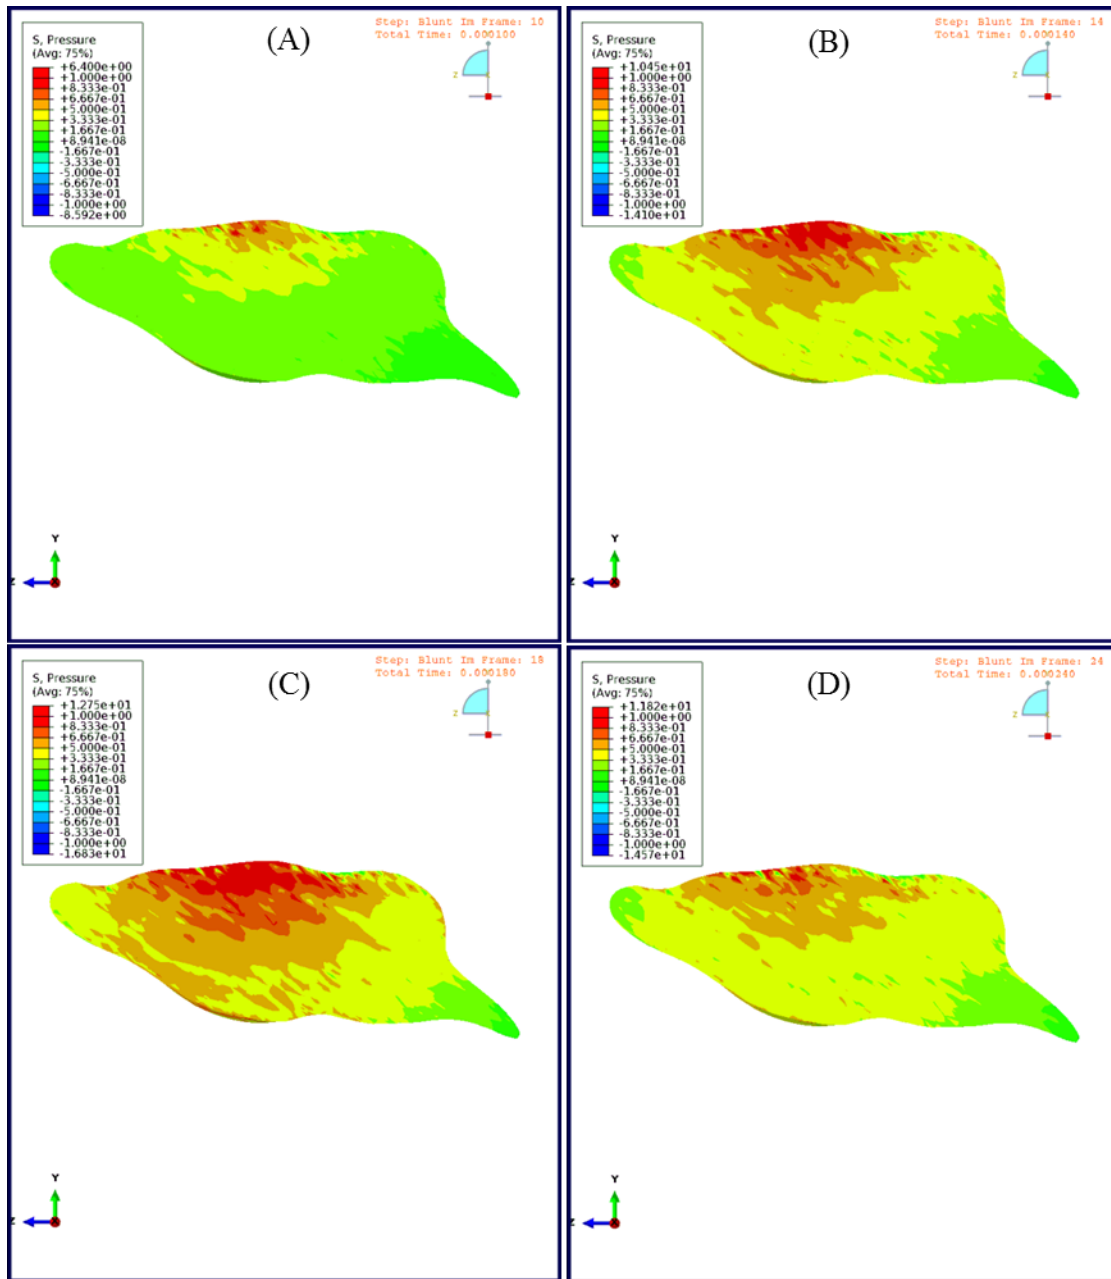 (A)
Step: Blunt Im Frame: 10
Total Time: 0.000100
S, Pressure
(Avg: 75%)
+6.400e+00
+1.000e+00
+8.333e-01
+6.667e-01
+5.000e-01
+3.333e-01
+1.667e-01
+8.941e-08
-1.667e-01
-3.333e-01
-5.000e-01
-6.667e-01
-8.333e-01
-1.000e+00
-8.592e+00
Z
Y
Z
X
(B)
Step: Blunt Im Frame: 14
Total Time: 0.000140
S, Pressure
(Avg: 75%)
+1.045e+01
+1.000e+00
+8.333e-01
+6.667e-01
+5.000e-01
+3.333e-01
+1.667e-01
+8.941e-08
-1.667e-01
-3.333e-01
-5.000e-01
-6.667e-01
-8.333e-01
-1.000e+00
-1.410e+01
Z
Y
Z
X
(C)
Step: Blunt Im Frame: 18
Total Time: 0.000180
S, Pressure
(Avg: 75%)
+1.275e+01
+1.000e+00
+8.333e-01
+6.667e-01
+5.000e-01
+3.333e-01
+1.667e-01
+8.941e-08
-1.667e-01
-3.333e-01
-5.000e-01
-6.667e-01
-8.333e-01
-1.000e+00
-1.683e+01
Z
Y
Z
X
(D)
Step: Blunt Im Frame: 24
Total Time: 0.000240
S, Pressure
(Avg: 75%)
+1.182e+01
+1.000e+00
+8.333e-01
+6.667e-01
+5.000e-01
+3.333e-01
+1.667e-01
+8.941e-08
-1.667e-01
-3.333e-01
-5.000e-01
-6.667e-01
-8.333e-01
-1.000e+00
-1.457e+01
Z
Y
Z
X